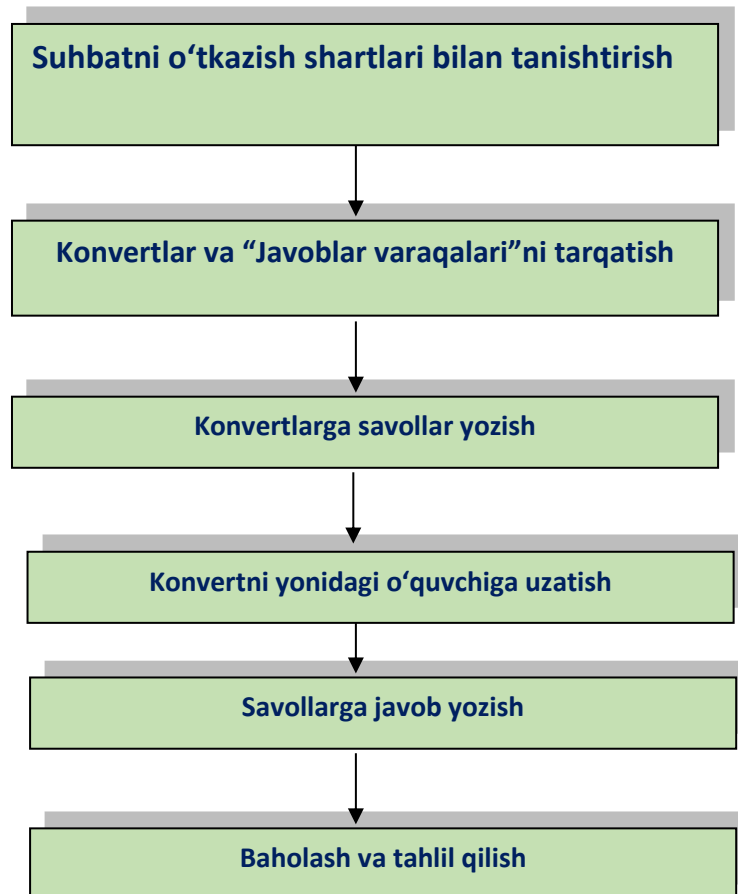 Suhbatni o‘tkazish shartlari bilan tanishtirish
Konvertlar va “Javoblar varaqalari”ni tarqatish
Konvertlarga savollar yozish
Konvertni yonidagi o‘quvchiga uzatish
Savollarga javob yozish
Baholash va tahlil qilish